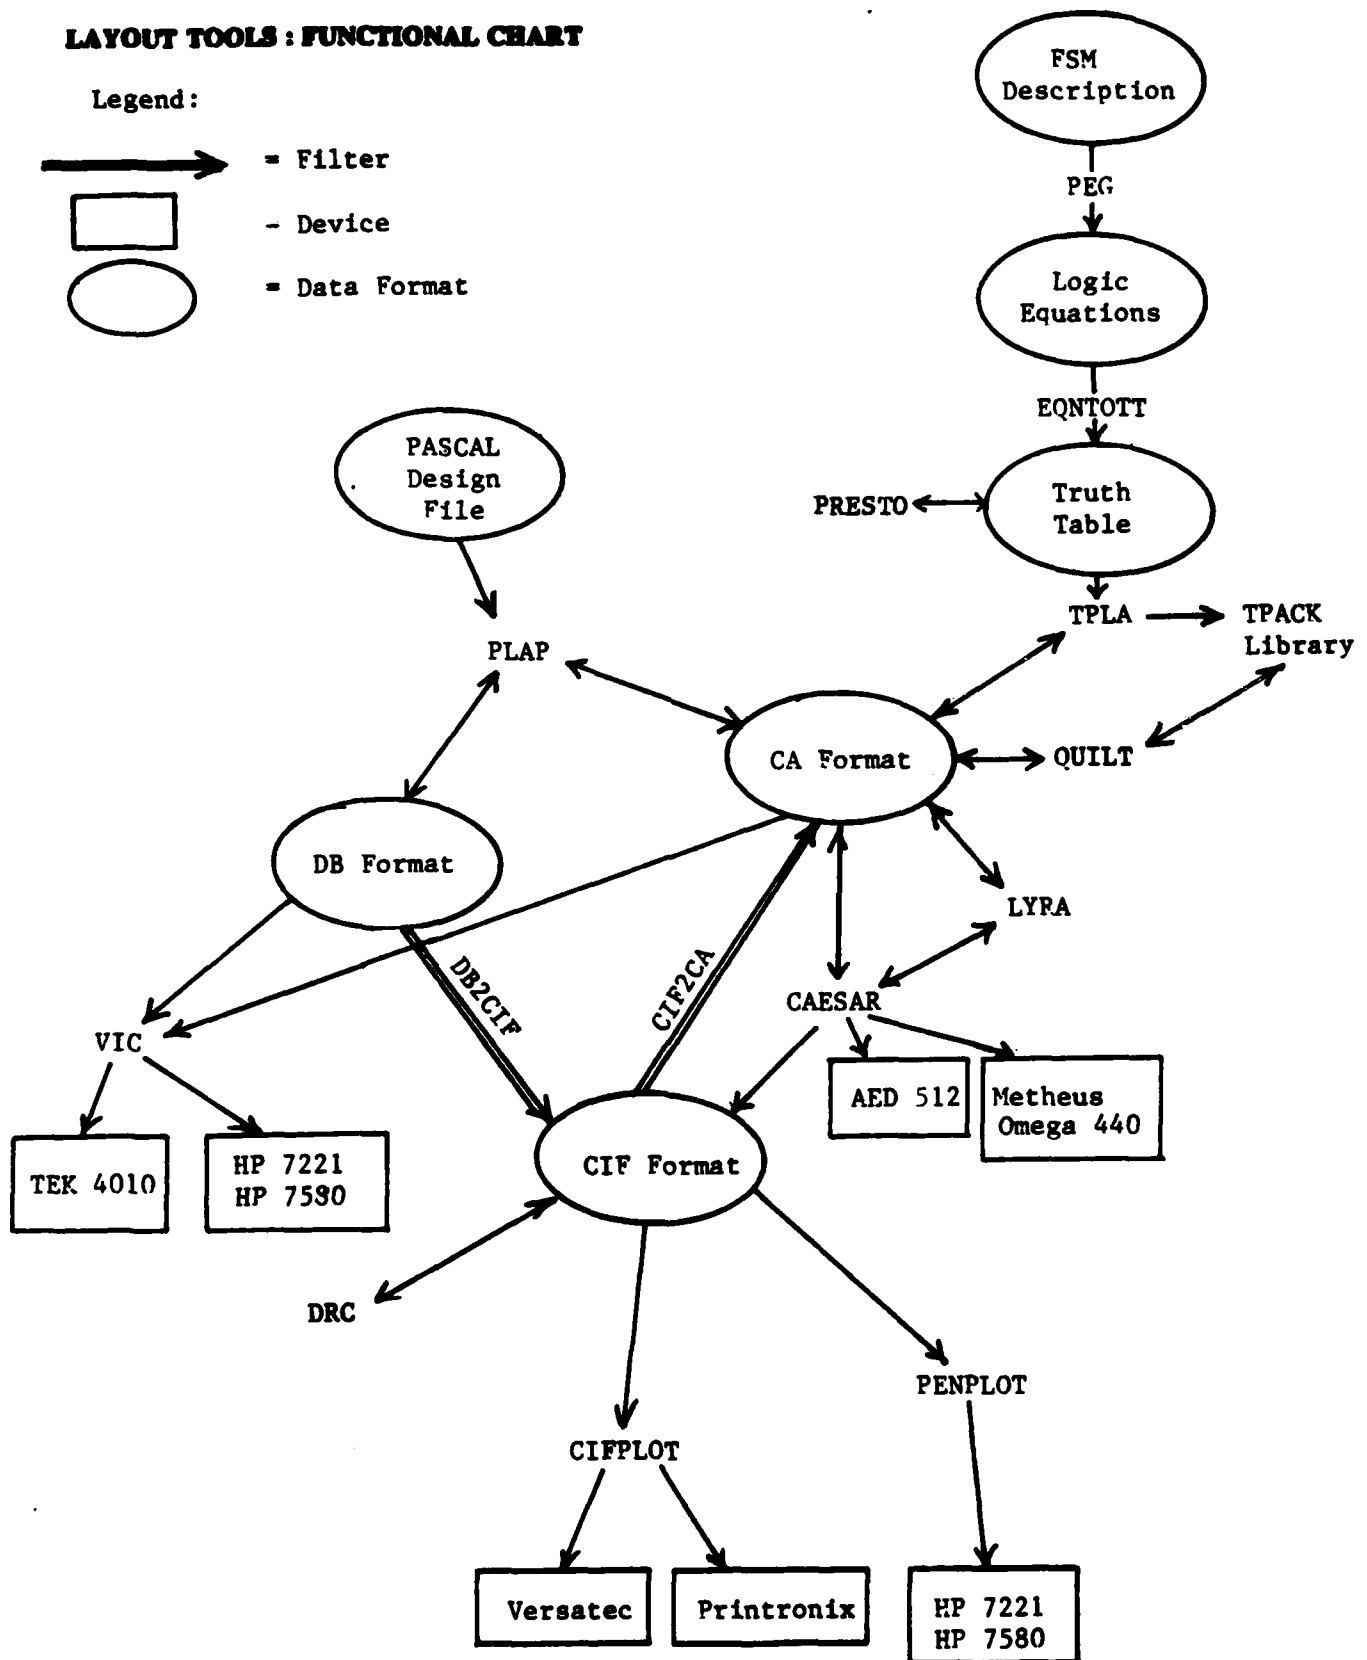 LAYOUT TOOLS : FUNCTIONAL CHART
Legend:
= Filter
- Device
= Data Format
FSM
Description
PEG
Logic
Equations
EQNTOTT
PASCAL
Design
File
PRESTO
Truth
Table
TPLA
TPACK
Library
PLAP
CA Format
QUILT
DB Format
LYRA
DB2CIF
CIF2CA
CAESAR
VIC
AED 512
Metheus
Omega 440
TEK 4010
HP 7221
HP 7580
CIF Format
DRC
PENPLOT
CIFPLOT
Versatec
Printronix
HP 7221
HP 7580